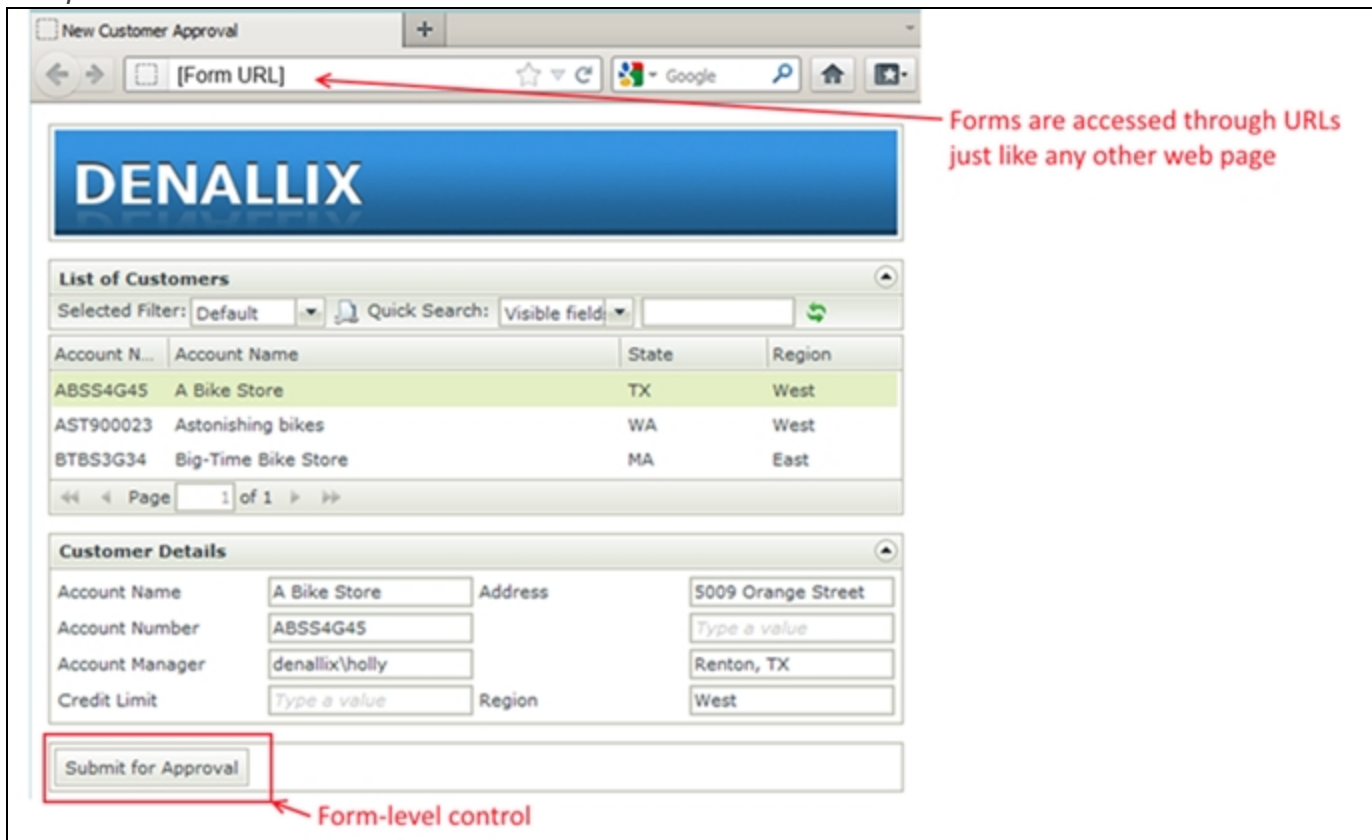 New Customer Approval
[Form URL]
Google
Forms are accessed through URLs
just like any other web page
DENALLIX
List of Customers
Selected Filter: Default Quick Search: Visible field
Account N... Account Name State Region
ABSS4G45 A Bike Store TX West
AST900023 Astonishing bikes WA West
BTBS3G34 Big-Time Bike Store MA East
Page 1 of 1
Customer Details
Account Name A Bike Store Address 5009 Orange Street
Account Number ABSS4G45 Type a value
Account Manager denallix\holly Renton, TX
Credit Limit Type a value Region West
Submit for Approval
Form-level control